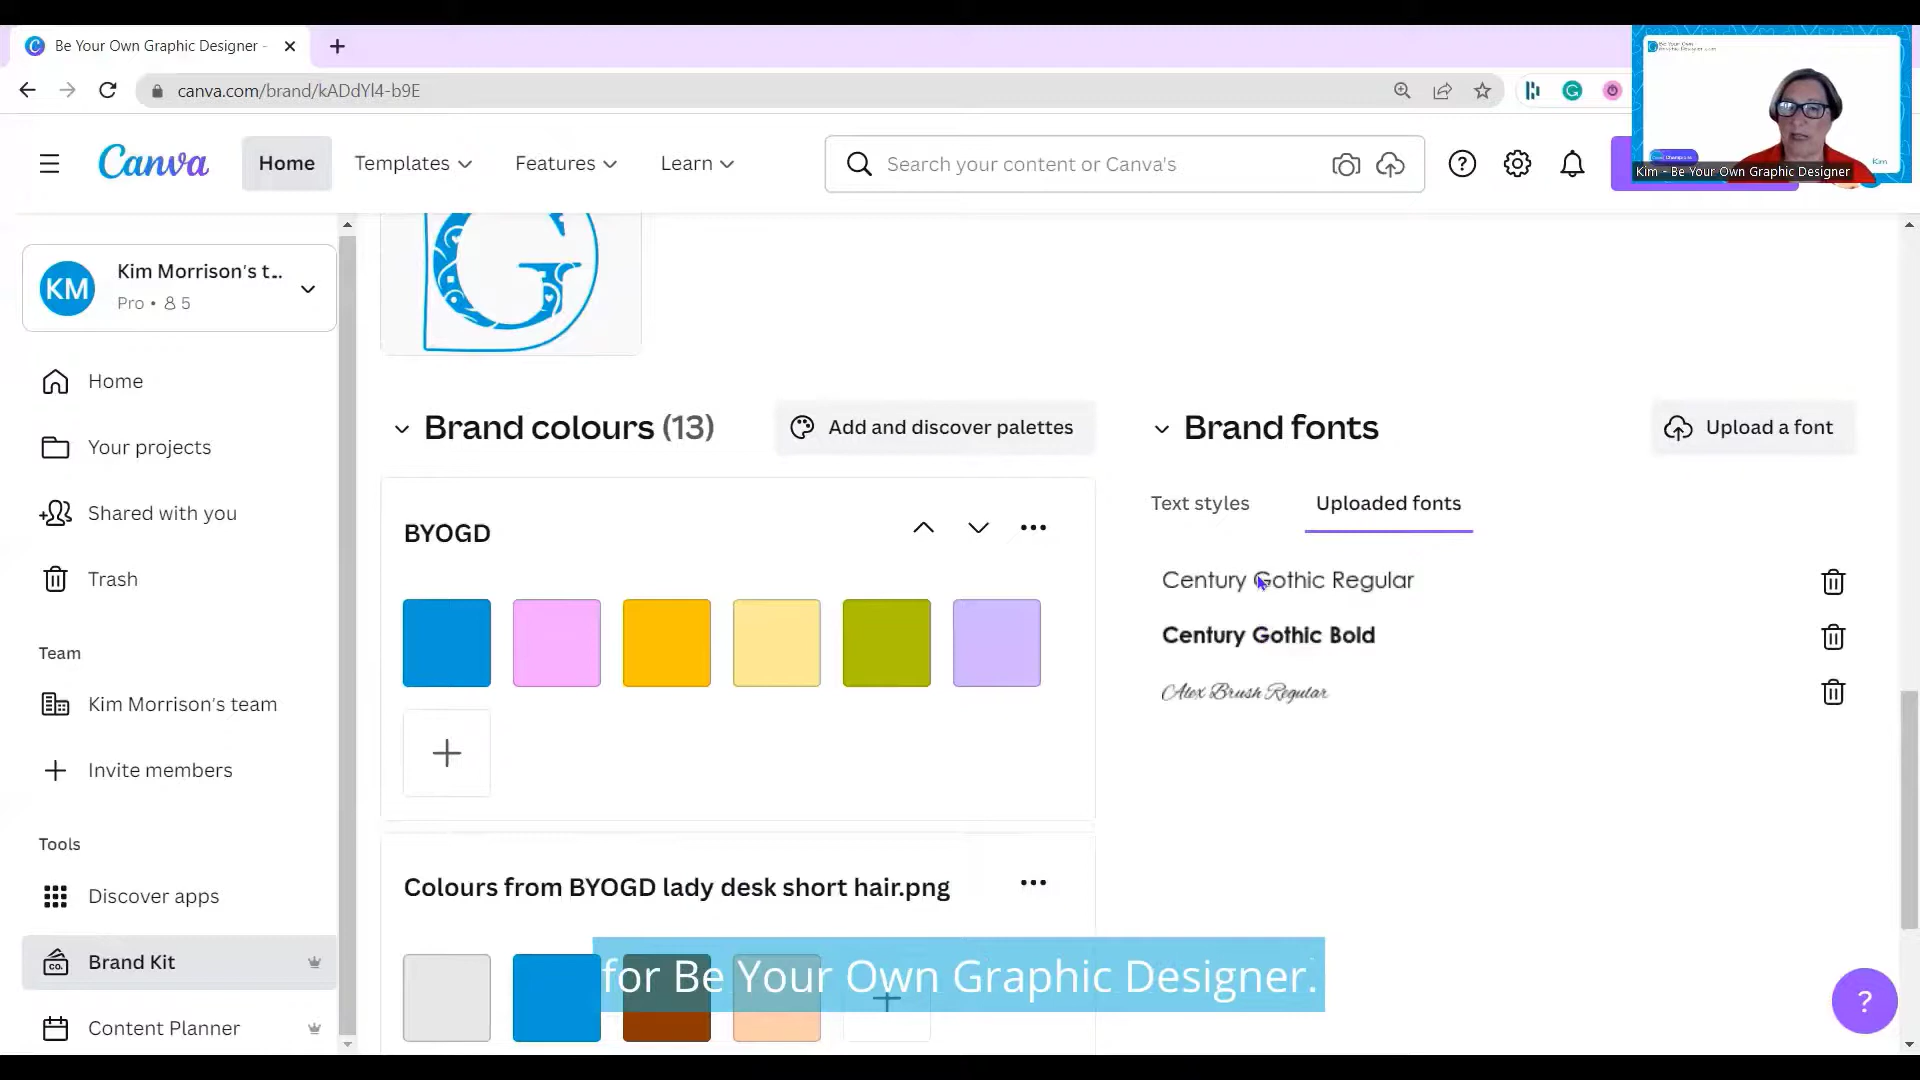 Be Your Own Graphic Designer -
canva.com/brand/kADdYl4-b9E
Canva
Home
Templates
Features
Learn
Search your content or Canva's
Kim - Be Your Own Graphic Designer
Kim
KM
Kim Morrison's t...
Pro • 5
Home
Your projects
Shared with you
Trash
Team
Kim Morrison's team
Invite members
Tools
Discover apps
Brand Kit
Content Planner
G
Brand colours (13)
Add and discover palettes
BYOGD
Colours from BYOGD lady desk short hair.png
Brand fonts
Upload a font
Text styles
Uploaded fonts
Century Gothic Regular
Century Gothic Bold
Alex Brush Regular
for Be Your Own Graphic Designer.
?